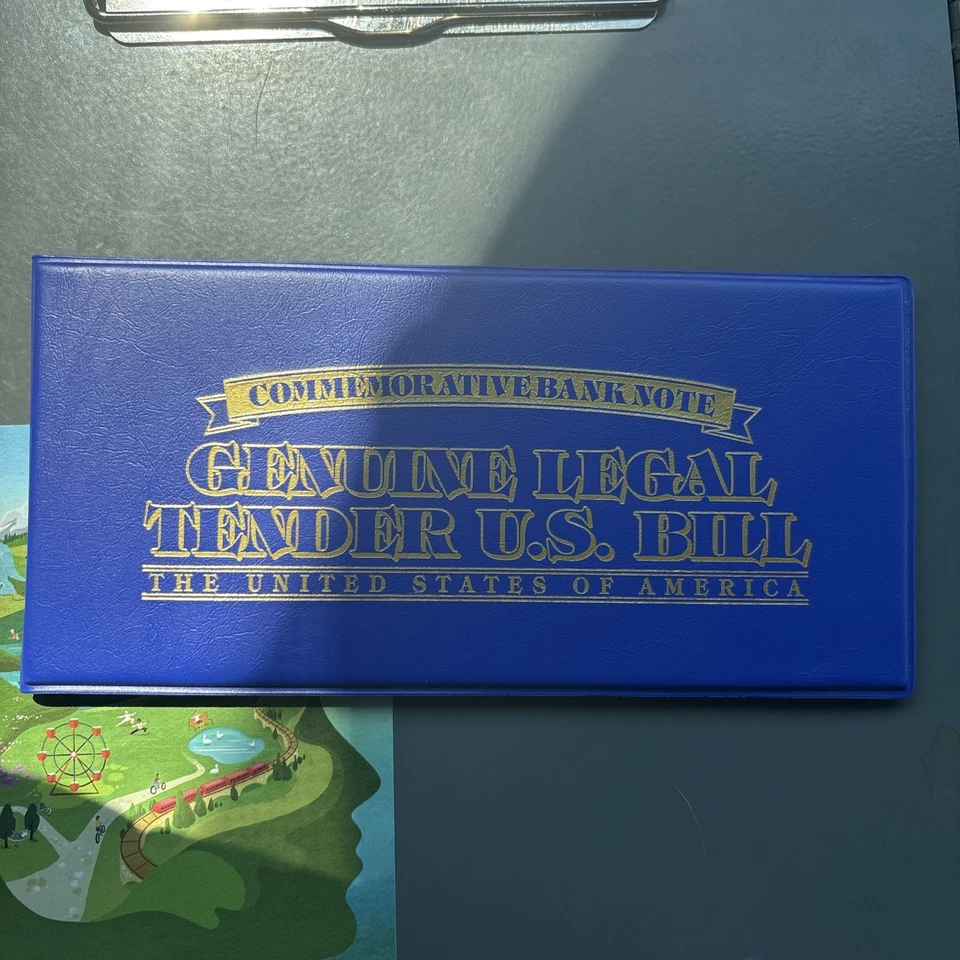 COMMEMORATIVE BANK NOTE
GENUINE LEGAL
TENDER U.S. BILL
THE UNITED STATES OF AMERICA